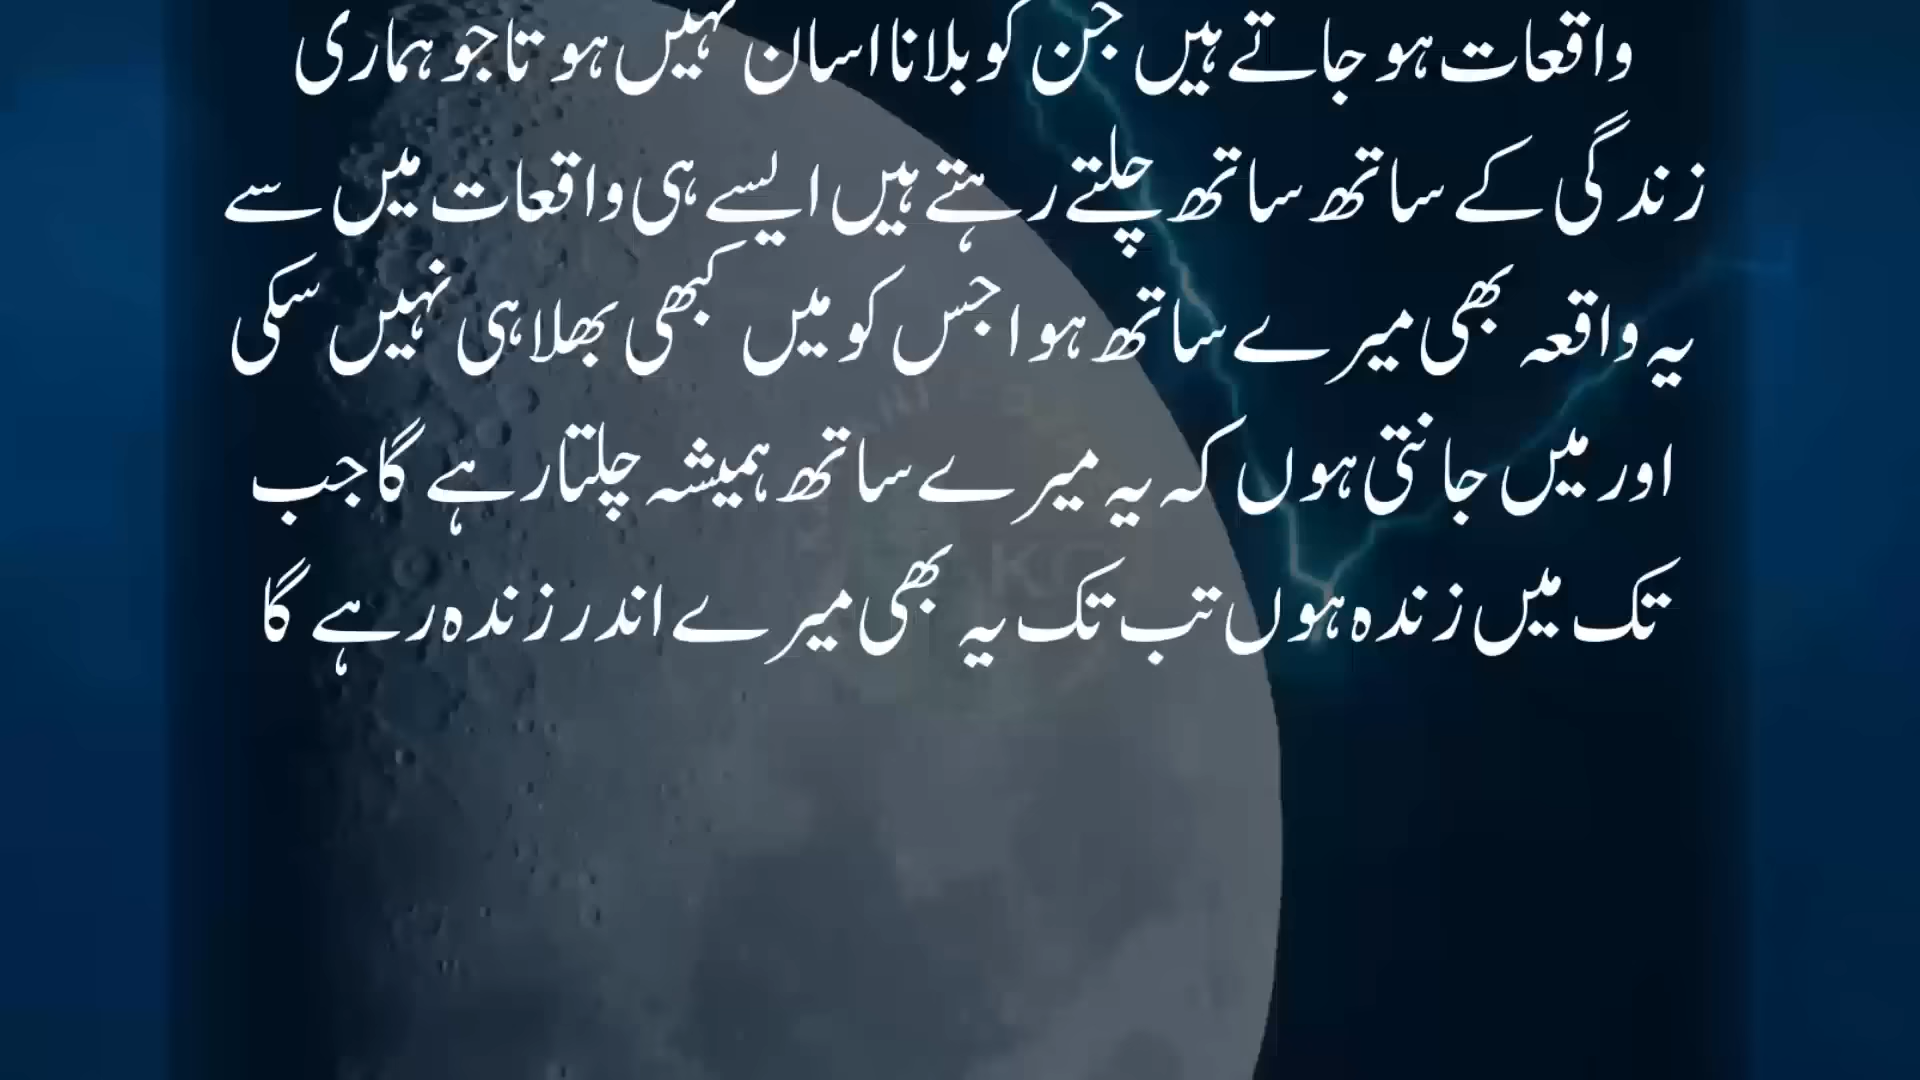 واقعات ہو جاتے ہیں جن کو بلانا اسان نہیں ہو تا جو ہماری
زندگی کے ساتھ ساتھ چلتے رہتے ہیں ایسے ہی واقعات میں سے
یہ واقعہ بھی میرے ساتھ ہوا جس کو میں کبھی بھلا ہی نہیں سکی
اور میں جانتی ہوں کہ یہ میرے ساتھ ہمیشہ چلتا رہے گا جب
تک میں زندہ ہوں تب تک یہ بھی میرے اندر زندہ رہے گا